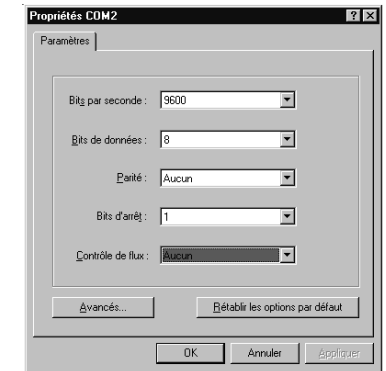 Propriétés COM2
Paramètres
Bits par seconde : 9600
Bits de données : 8
Parité : Aucun
Bits d'arrêt : 1
Contrôle de flux : Aucun
Avancés... Rétablir les options par défaut
OK Annuler Appliquer